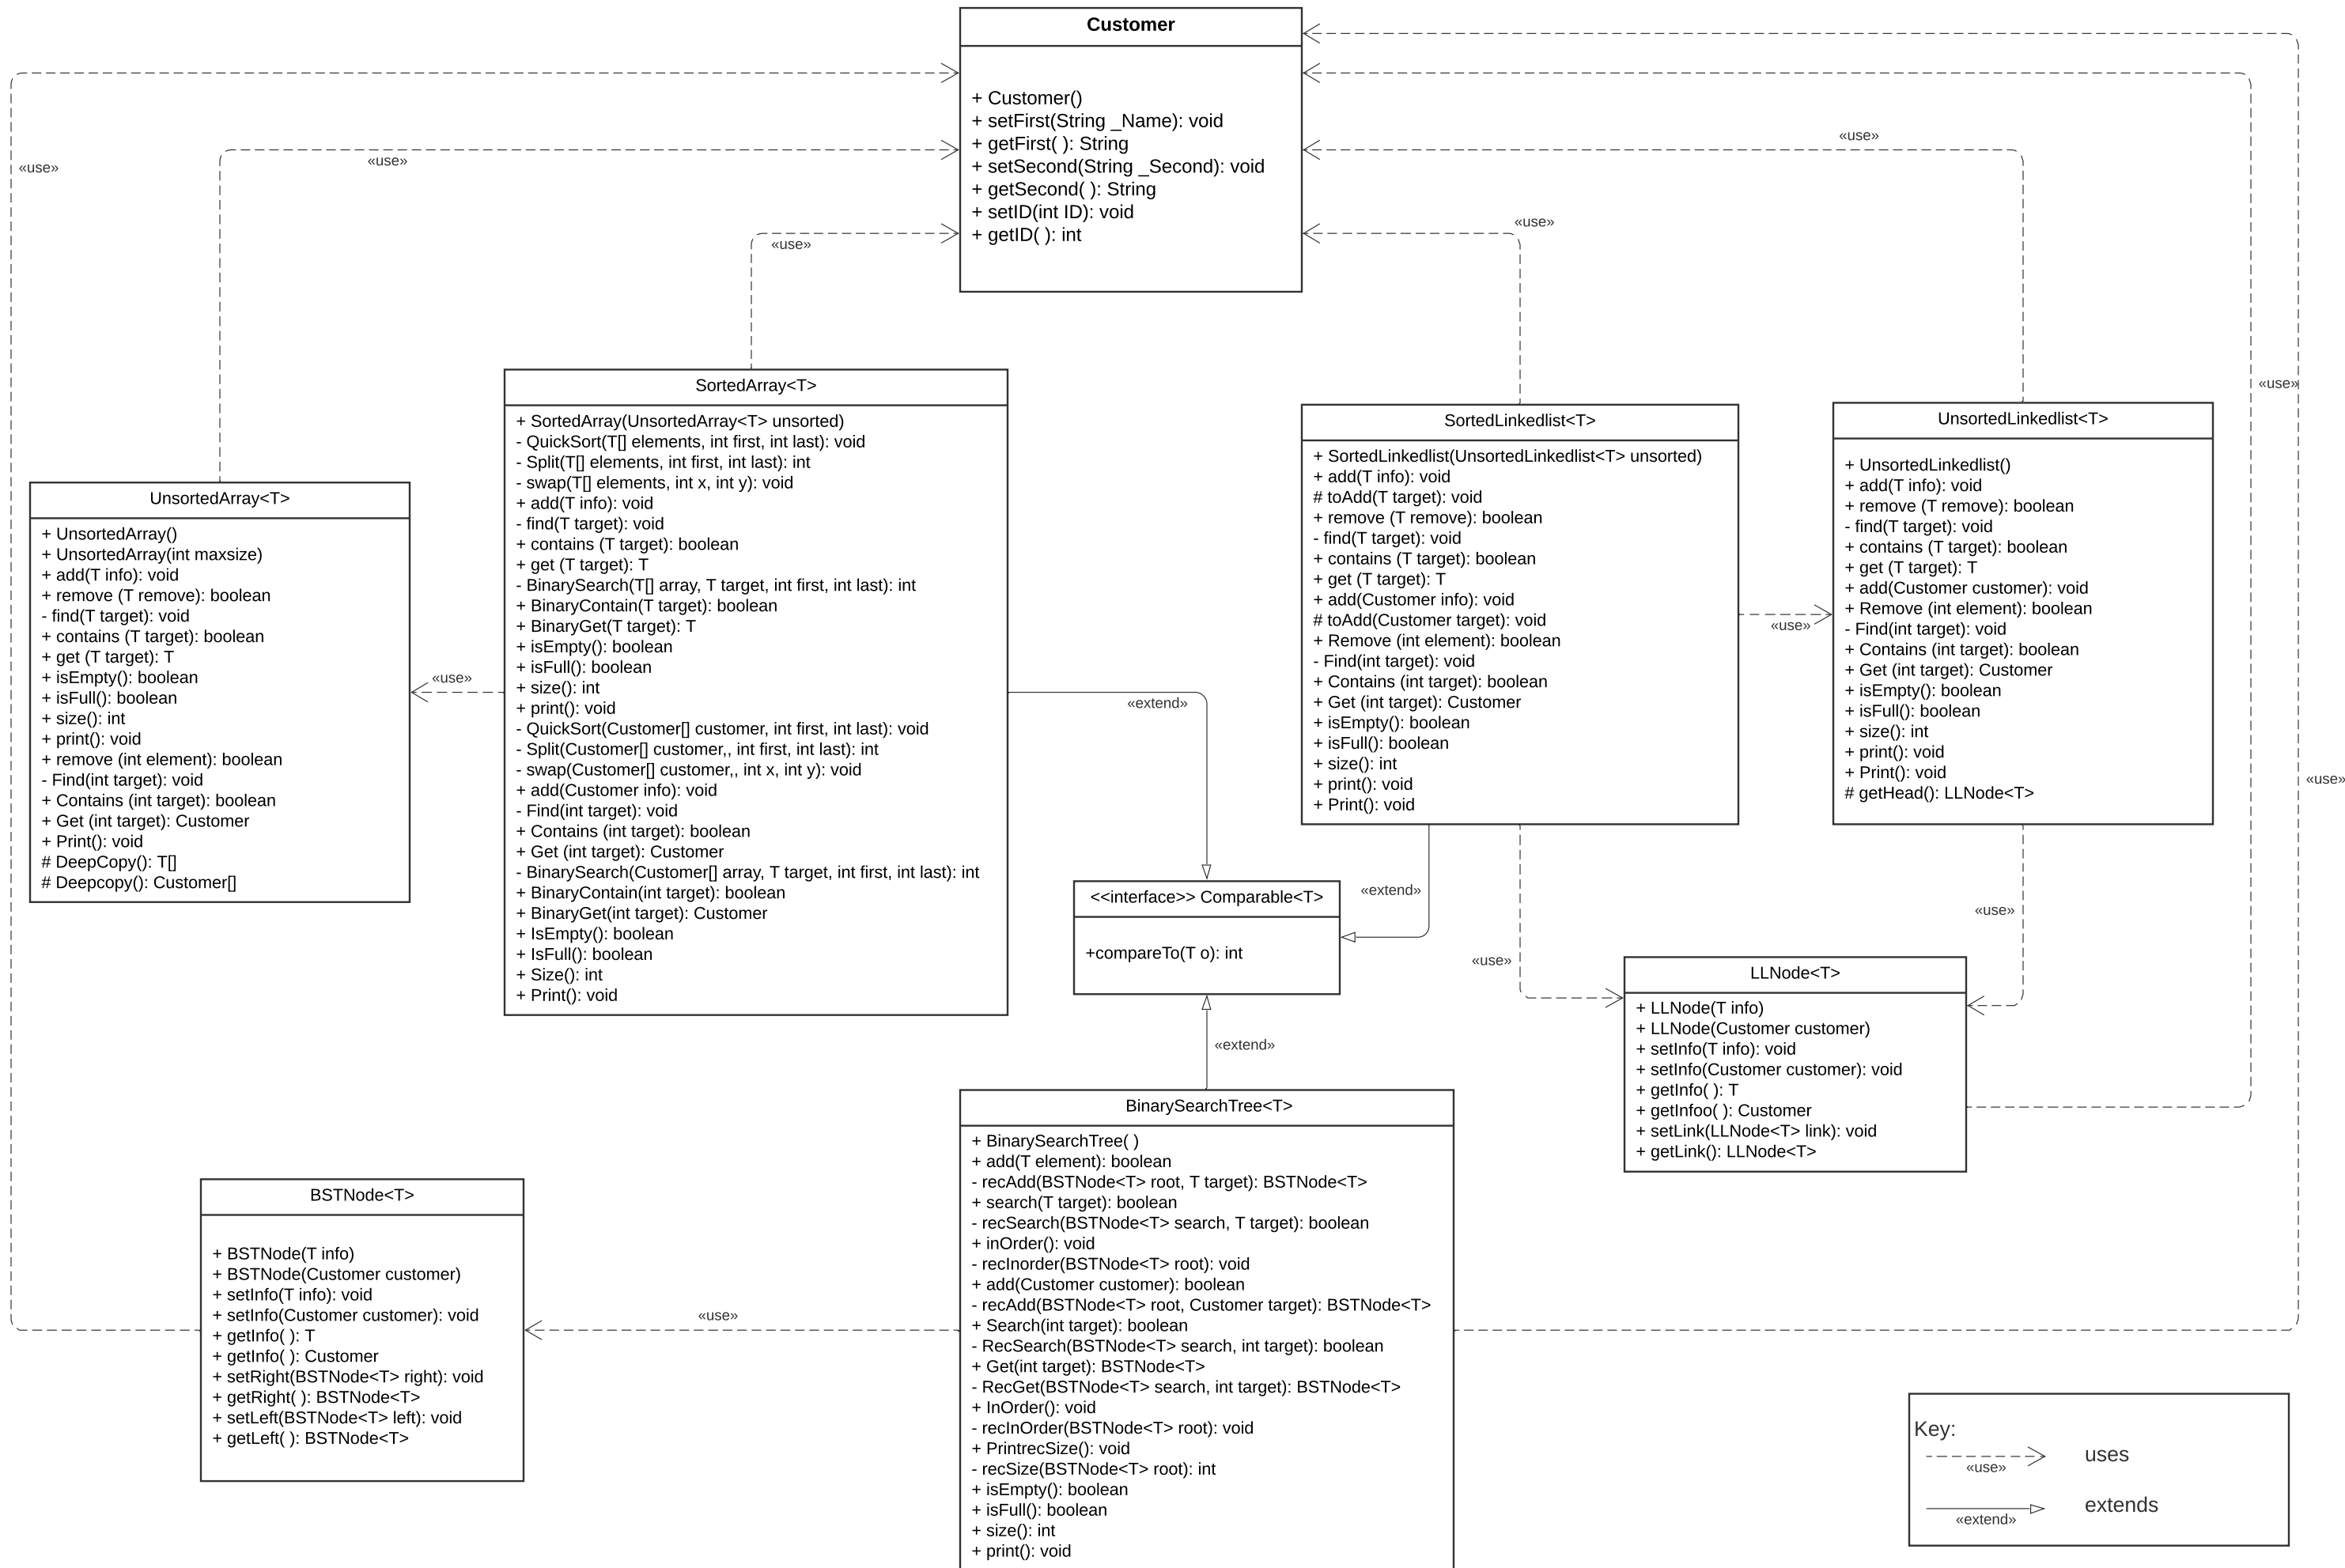 Customer
+ Customer()
+ setFirst(String _Name): void
+ getFirst( ): String
+ setSecond(String _Second): void
+ getSecond( ): String
+ setID(int ID): void
+ getID( ): int
«use»
«use»
«use»
«use»
«use»
«use»
«use»
UnsortedArray<T>
+ UnsortedArray()
+ UnsortedArray(int maxsize)
+ add(T info): void
+ remove (T remove): boolean
- find(T target): void
+ contains (T target): boolean
+ get (T target): T
+ isEmpty(): boolean
+ isFull(): boolean
+ size(): int
+ print(): void
+ remove (int element): boolean
- Find(int target): void
+ Contains (int target): boolean
+ Get (int target): Customer
+ Print(): void
# DeepCopy(): T[]
# Deepcopy(): Customer[]
«use»
SortedArray<T>
+ SortedArray(UnsortedArray<T> unsorted)
- QuickSort(T[] elements, int first, int last): void
- Split(T[] elements, int first, int last): int
- swap(T[] elements, int x, int y): void
+ add(T info): void
- find(T target): void
+ contains (T target): boolean
+ get (T target): T
- BinarySearch(T[] array, T target, int first, int last): int
+ BinaryContain(T target): boolean
+ BinaryGet(T target): T
+ isEmpty(): boolean
+ isFull(): boolean
+ size(): int
+ print(): void
- QuickSort(Customer[] customer, int first, int last): void
- Split(Customer[] customer,, int first, int last): int
- swap(Customer[] customer,, int x, int y): void
+ add(Customer info): void
- Find(int target): void
+ Contains (int target): boolean
+ Get (int target): Customer
- BinarySearch(Customer[] array, T target, int first, int last): int
+ BinaryContain(int target): boolean
+ BinaryGet(int target): Customer
+ IsEmpty(): boolean
+ IsFull(): boolean
+ Size(): int
+ Print(): void
«extend»
SortedLinkedlist<T>
+ SortedLinkedlist(UnsortedLinkedlist<T> unsorted)
+ add(T info): void
# toAdd(T target): void
+ remove (T remove): boolean
- find(T target): void
+ contains (T target): boolean
+ get (T target): T
+ add(Customer info): void
# toAdd(Customer target): void
+ Remove (int element): boolean
- Find(int target): void
+ Contains (int target): boolean
+ Get (int target): Customer
+ isEmpty(): boolean
+ isFull(): boolean
+ size(): int
+ print(): void
+ Print(): void
«use»
UnsortedLinkedlist<T>
+ UnsortedLinkedlist()
+ add(T info): void
+ remove (T remove): boolean
- find(T target): void
+ contains (T target): boolean
+ get (T target): T
+ add(Customer customer): void
+ Remove (int element): boolean
- Find(int target): void
+ Contains (int target): boolean
+ Get (int target): Customer
+ isEmpty(): boolean
+ isFull(): boolean
+ size(): int
+ print(): void
+ Print(): void
# getHead(): LLNode<T>
<<interface>> Comparable<T>
+compareTo(T o): int
«extend»
«use»
«use»
«extend»
LLNode<T>
+ LLNode(T info)
+ LLNode(Customer customer)
+ setInfo(T info): void
+ setInfo(Customer customer): void
+ getInfo( ): T
+ getInfoo( ): Customer
+ setLink(LLNode<T> link): void
+ getLink(): LLNode<T>
BSTNode<T>
+ BSTNode(T info)
+ BSTNode(Customer customer)
+ setInfo(T info): void
+ setInfo(Customer customer): void
+ getInfo( ): T
+ getInfo( ): Customer
+ setRight(BSTNode<T> right): void
+ getRight( ): BSTNode<T>
+ setLeft(BSTNode<T> left): void
+ getLeft( ): BSTNode<T>
«use»
BinarySearchTree<T>
+ BinarySearchTree( )
+ add(T element): boolean
- recAdd(BSTNode<T> root, T target): BSTNode<T>
+ search(T target): boolean
- recSearch(BSTNode<T> search, T target): boolean
+ inOrder(): void
- recInorder(BSTNode<T> root): void
+ add(Customer customer): boolean
- recAdd(BSTNode<T> root, Customer target): BSTNode<T>
+ Search(int target): boolean
- RecSearch(BSTNode<T> search, int target): boolean
+ Get(int target): BSTNode<T>
- RecGet(BSTNode<T> search, int target): BSTNode<T>
+ InOrder(): void
- recInOrder(BSTNode<T> root): void
+ PrintrecSize(): void
- recSize(BSTNode<T> root): int
+ isEmpty(): boolean
+ isFull(): boolean
+ size(): int
+ print(): void
Key:
«use»
uses
«extend»
extends